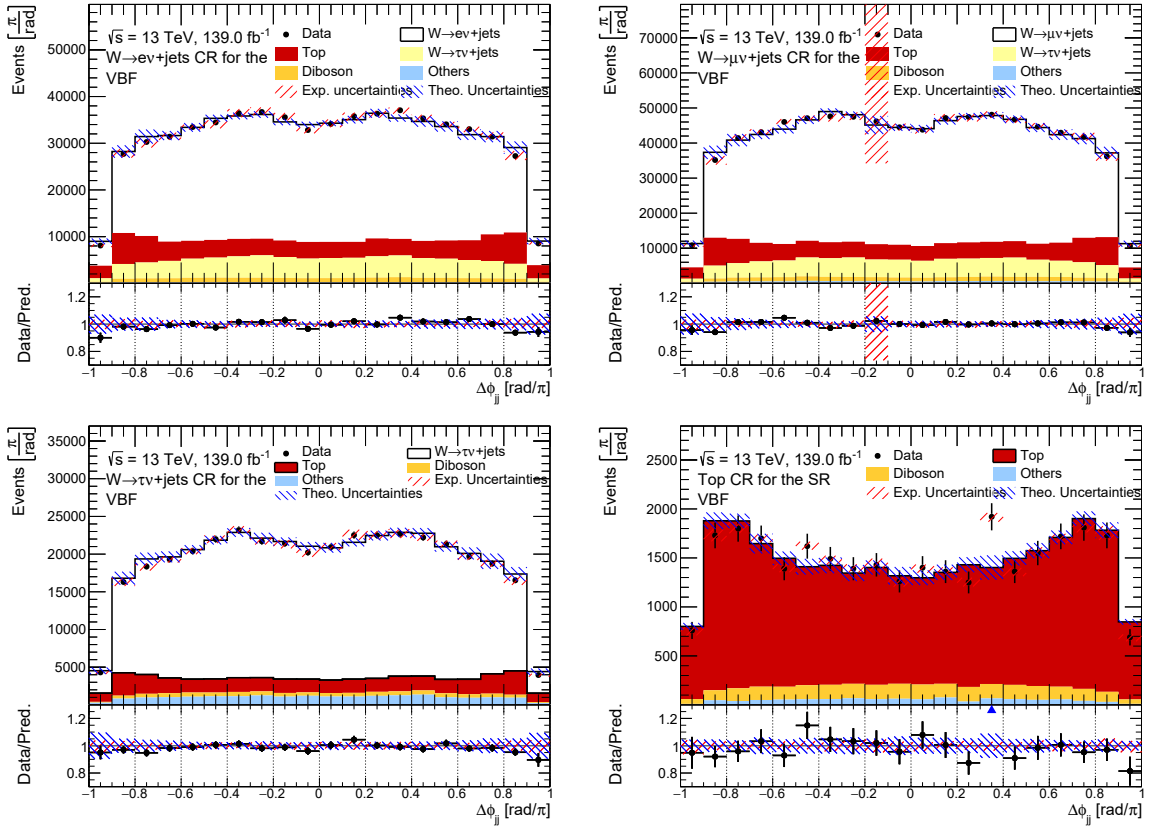 Events [π/rad]
√s = 13 TeV, 139.0 fb-1
W→eν+jets CR for the
VBF
Data
W→eν+jets
Top
W→τν+jets
Diboson
Others
Exp. uncertainties
Theo. Uncertainties
60000
50000
40000
30000
20000
10000
Data/Pred.
1.2
1
0.8
−1 −0.8 −0.6 −0.4 −0.2 0 0.2 0.4 0.6 0.8 1
Δϕjj [rad/π]
Events [π/rad]
√s = 13 TeV, 139.0 fb-1
W→μν+jets CR for the
VBF
Data
W→μν+jets
Top
W→τν+jets
Diboson
Others
Exp. uncertainties
Theo. Uncertainties
70000
60000
50000
40000
30000
20000
10000
Data/Pred.
1.2
1
0.8
−1 −0.8 −0.6 −0.4 −0.2 0 0.2 0.4 0.6 0.8 1
Δϕjj [rad/π]
Events [π/rad]
√s = 13 TeV, 139.0 fb-1
W→τν+jets CR for the
VBF
Data
W→τν+jets
Top
Diboson
Others
Exp. Uncertainties
Theo. Uncertainties
35000
30000
25000
20000
15000
10000
5000
Data/Pred.
1.2
1
0.8
−1 −0.8 −0.6 −0.4 −0.2 0 0.2 0.4 0.6 0.8 1
Δϕjj [rad/π]
Events [π/rad]
√s = 13 TeV, 139.0 fb-1
Top CR for the SR
VBF
Data
Top
Diboson
Others
Exp. Uncertainties
Theo. Uncertainties
2500
2000
1500
1000
500
Data/Pred.
1.2
1
0.8
−1 −0.8 −0.6 −0.4 −0.2 0 0.2 0.4 0.6 0.8 1
Δϕjj [rad/π]